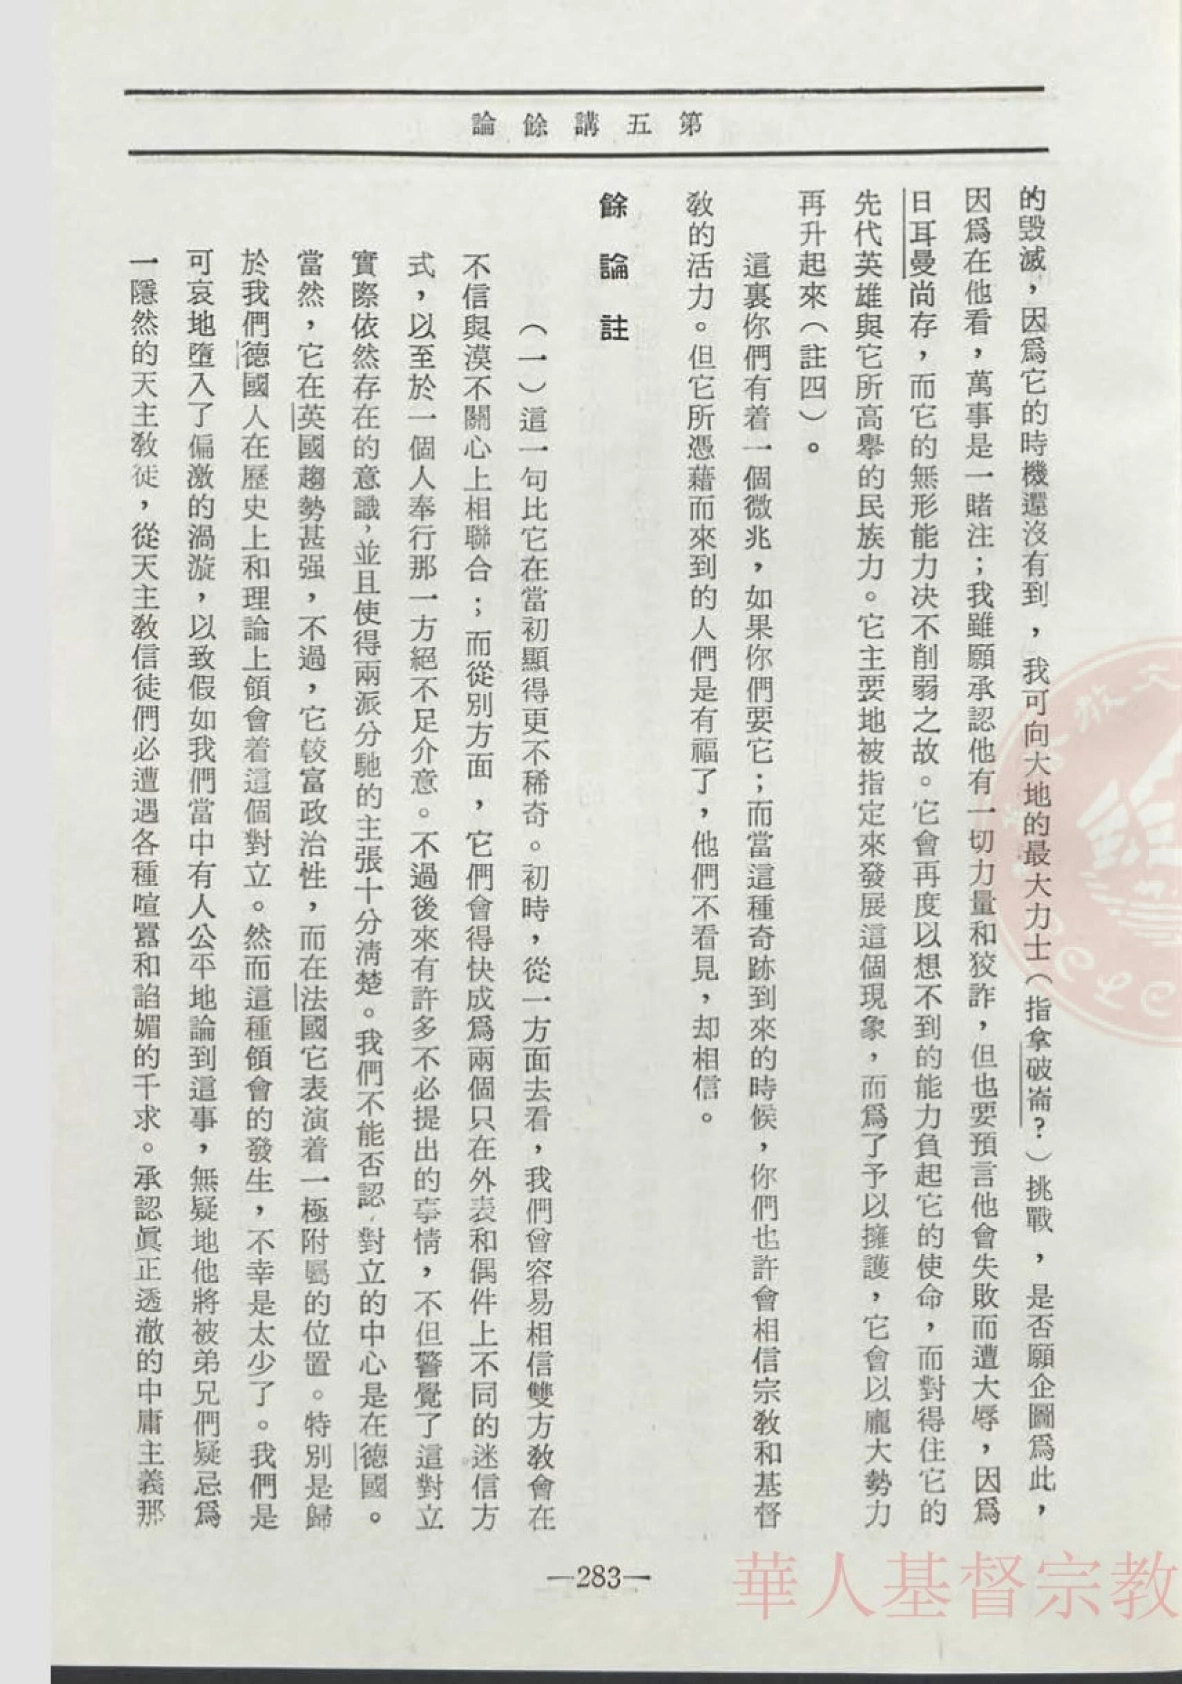 第五講餘論
的毀滅，因爲它的時機還沒有到，我可向大地的最大力士（指拿破崙？）挑戰，是否願企圖爲此，
因爲在他看，萬事是一賭注；我雖願承認他有一切力量和狡詐，但也要預言他會失敗而遭大辱，因爲
日耳曼尚存，而它的無形能力決不削弱之故。它會再度以想不到的能力負起它的使命，而對得住它的
先代英雄與它所高舉的民族力。它主要地被指定來發展這個現象，而爲了予以擁護，它會以龐大勢力
再升起來（註四）。
這裏你們有着一個微兆，如果你們要它；而當這種奇跡到來的時候，你們也許會相信宗敎和基督
敎的活力。但它所憑藉而來到的人們是有福了，他們不看見，却相信。
餘論註
（一）這一句比它在當初顯得更不稀奇。初時，從一方面去看，我們曾容易相信雙方敎會在
不信與漠不關心上相聯合；而從別方面，它們會得快成爲兩個只在外表和偶件上不同的迷信方
式，以至於一個人奉行那一方絕不足介意。不過後來有許多不必提出的事情，不但警覺了這對立
實際依然存在的意識，並且使得兩派分馳的主張十分清楚。我們不能否認，對立的中心是在德國。
當然，它在英國趨勢甚强，不過，它較富政治性，而在法國它表演着一極附屬的位置。特別是歸
於我們德國人在歷史上和理論上領會着這個對立。然而這種領會的發生，不幸是太少了。我們是
可哀地墮入了偏激的渦漩，以致假如我們當中有人公平地論到這事，無疑地他將被弟兄們疑忌爲
一隱然的天主敎徒，從天主敎信徒們必遭遇各種喧囂和諂媚的干求。承認眞正透澈的中庸主義那
—283—
華人基督宗教